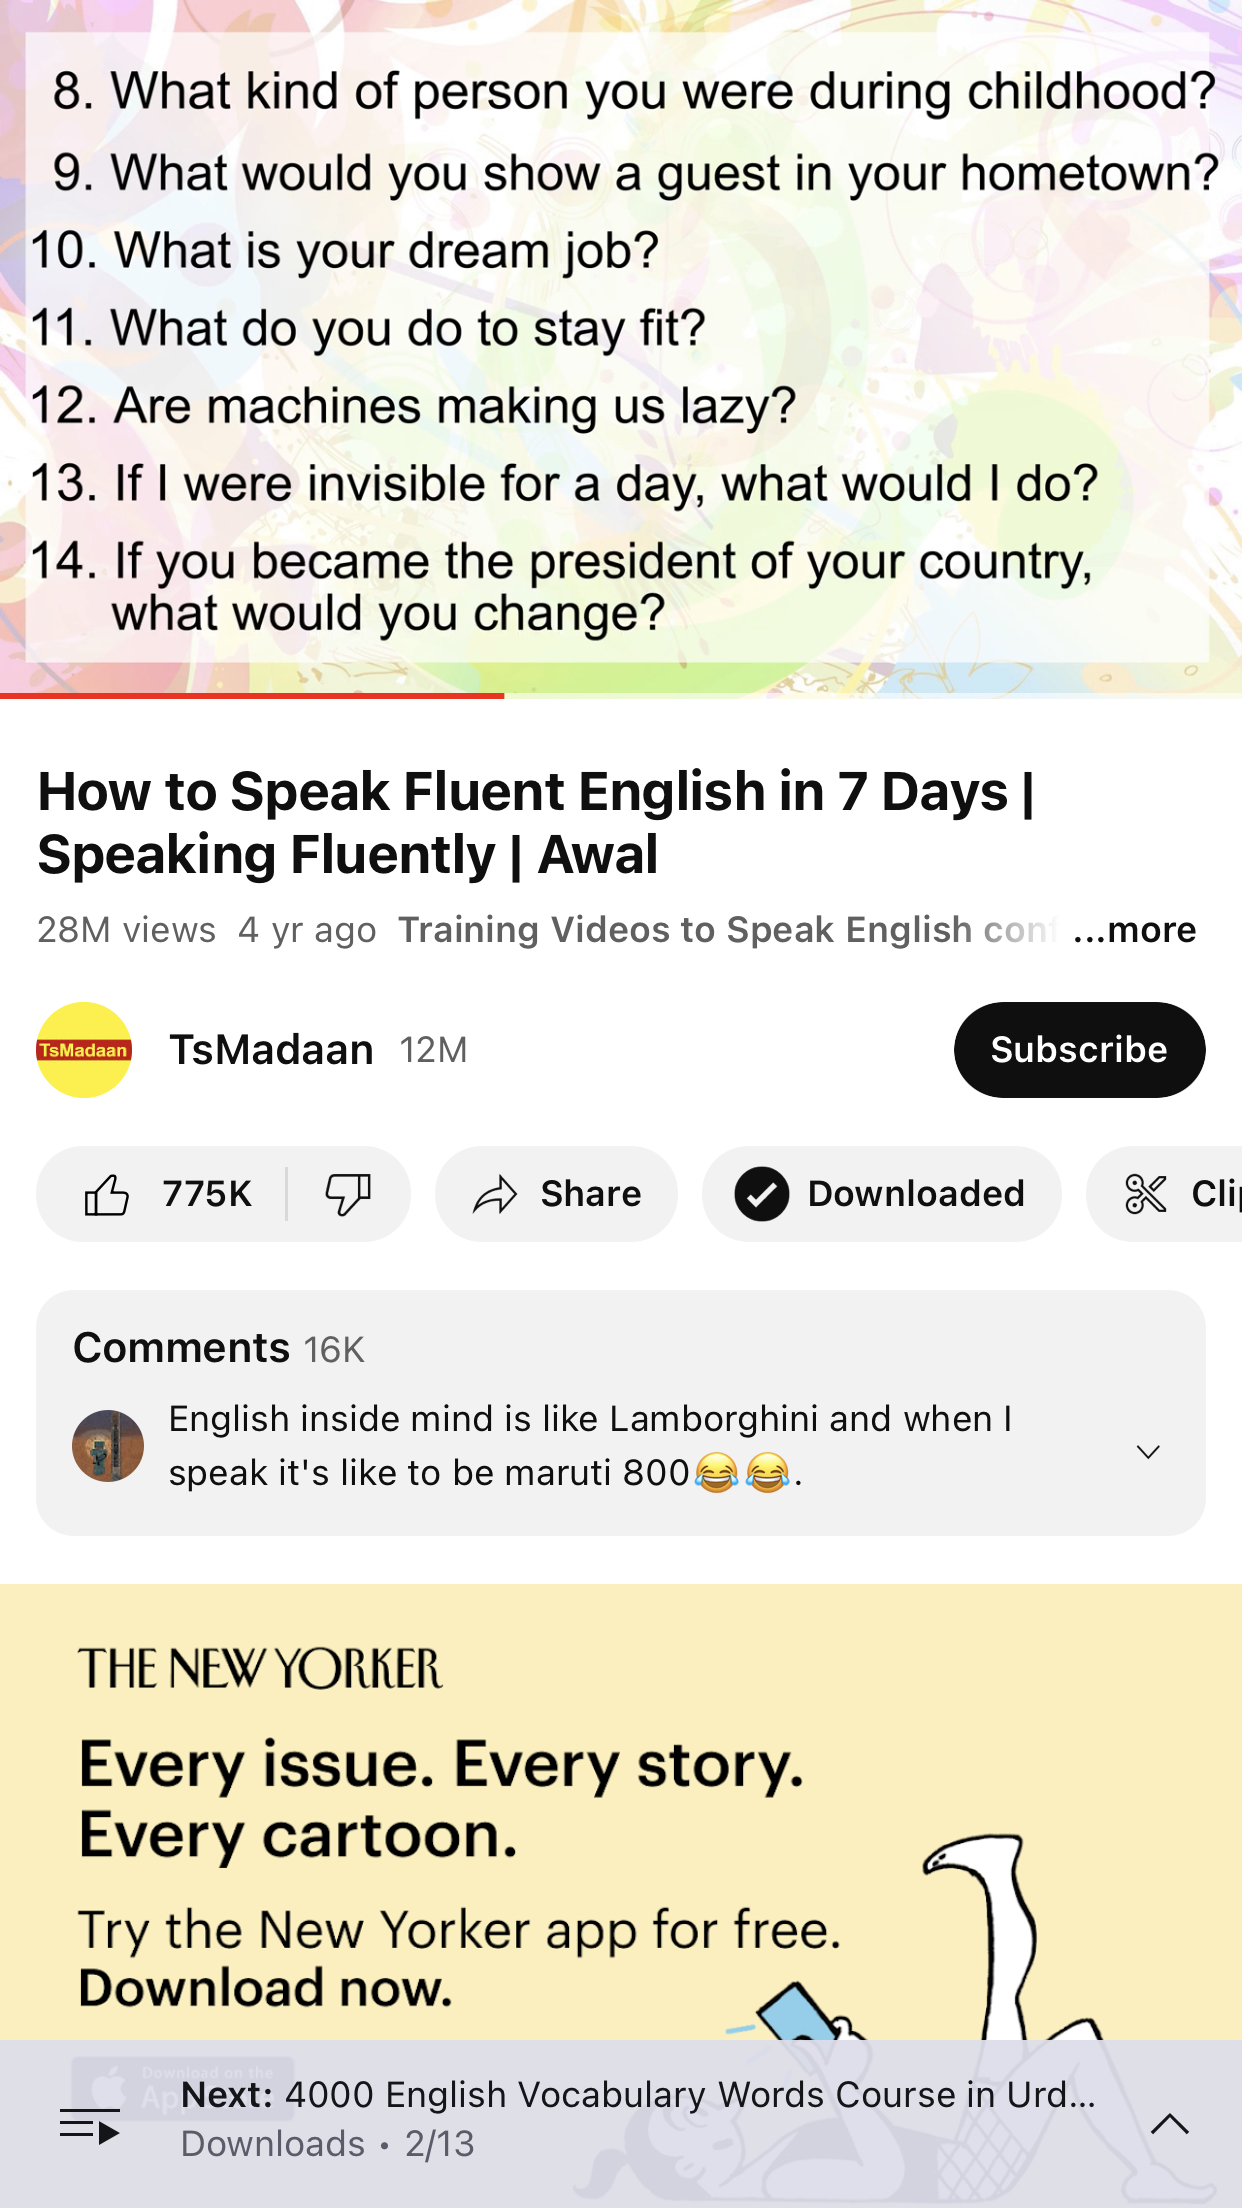 8. What kind of person you were during childhood?
9. What would you show a guest in your hometown?
10. What is your dream job?
11. What do you do to stay fit?
12. Are machines making us lazy?
13. If I were invisible for a day, what would I do?
14. If you became the president of your country,
what would you change?
How to Speak Fluent English in 7 Days |
Speaking Fluently | Awal
28M views 4 yr ago Training Videos to Speak English conf ...more
TsMadaan
TsMadaan 12M
Subscribe
775K
Share
Downloaded
Cli
Comments 16K
English inside mind is like Lamborghini and when I
speak it's like to be maruti 800😂😂.
THE NEW YORKER
Every issue. Every story.
Every cartoon.
Try the New Yorker app for free.
Download now.
Download on the
Next: 4000 English Vocabulary Words Course in Urd...
Downloads • 2/13